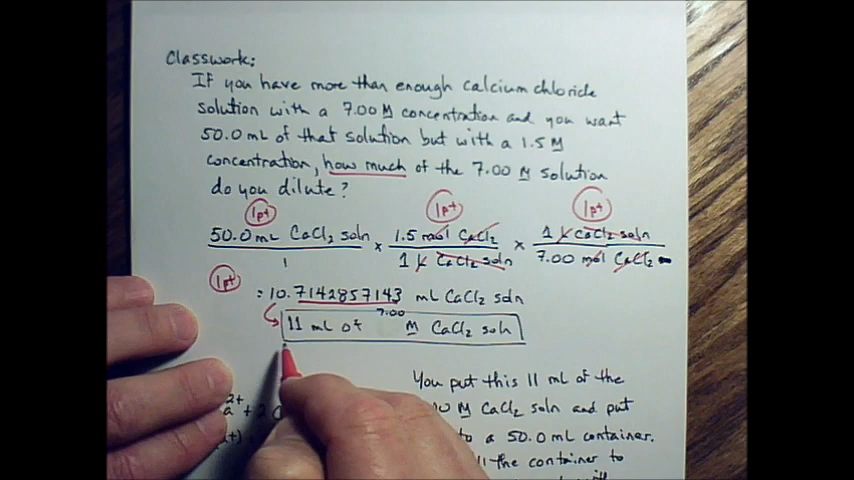 Classwork:
If you have more than enough calcium chloride
solution with a 7.00 M concentration and you want
50.0 mL of that solution but with a 1.5 M
concentration, how much of the 7.00 M solution
do you dilute?
1pt 1pt 1pt
50.0 mL CaCl₂ soln × 1.5 mol CaCl₂ × 1 L CaCl₂ soln
1 1 L CaCl₂ soln 7.00 mol CaCl₂
1pt
= 10.7142857143 mL CaCl₂ soln
11 mL of 7.00 M CaCl₂ soln
You put this 11 mL of the
M CaCl₂ soln and put
to a 50.0 mL container.
the container to
2+
+ 2